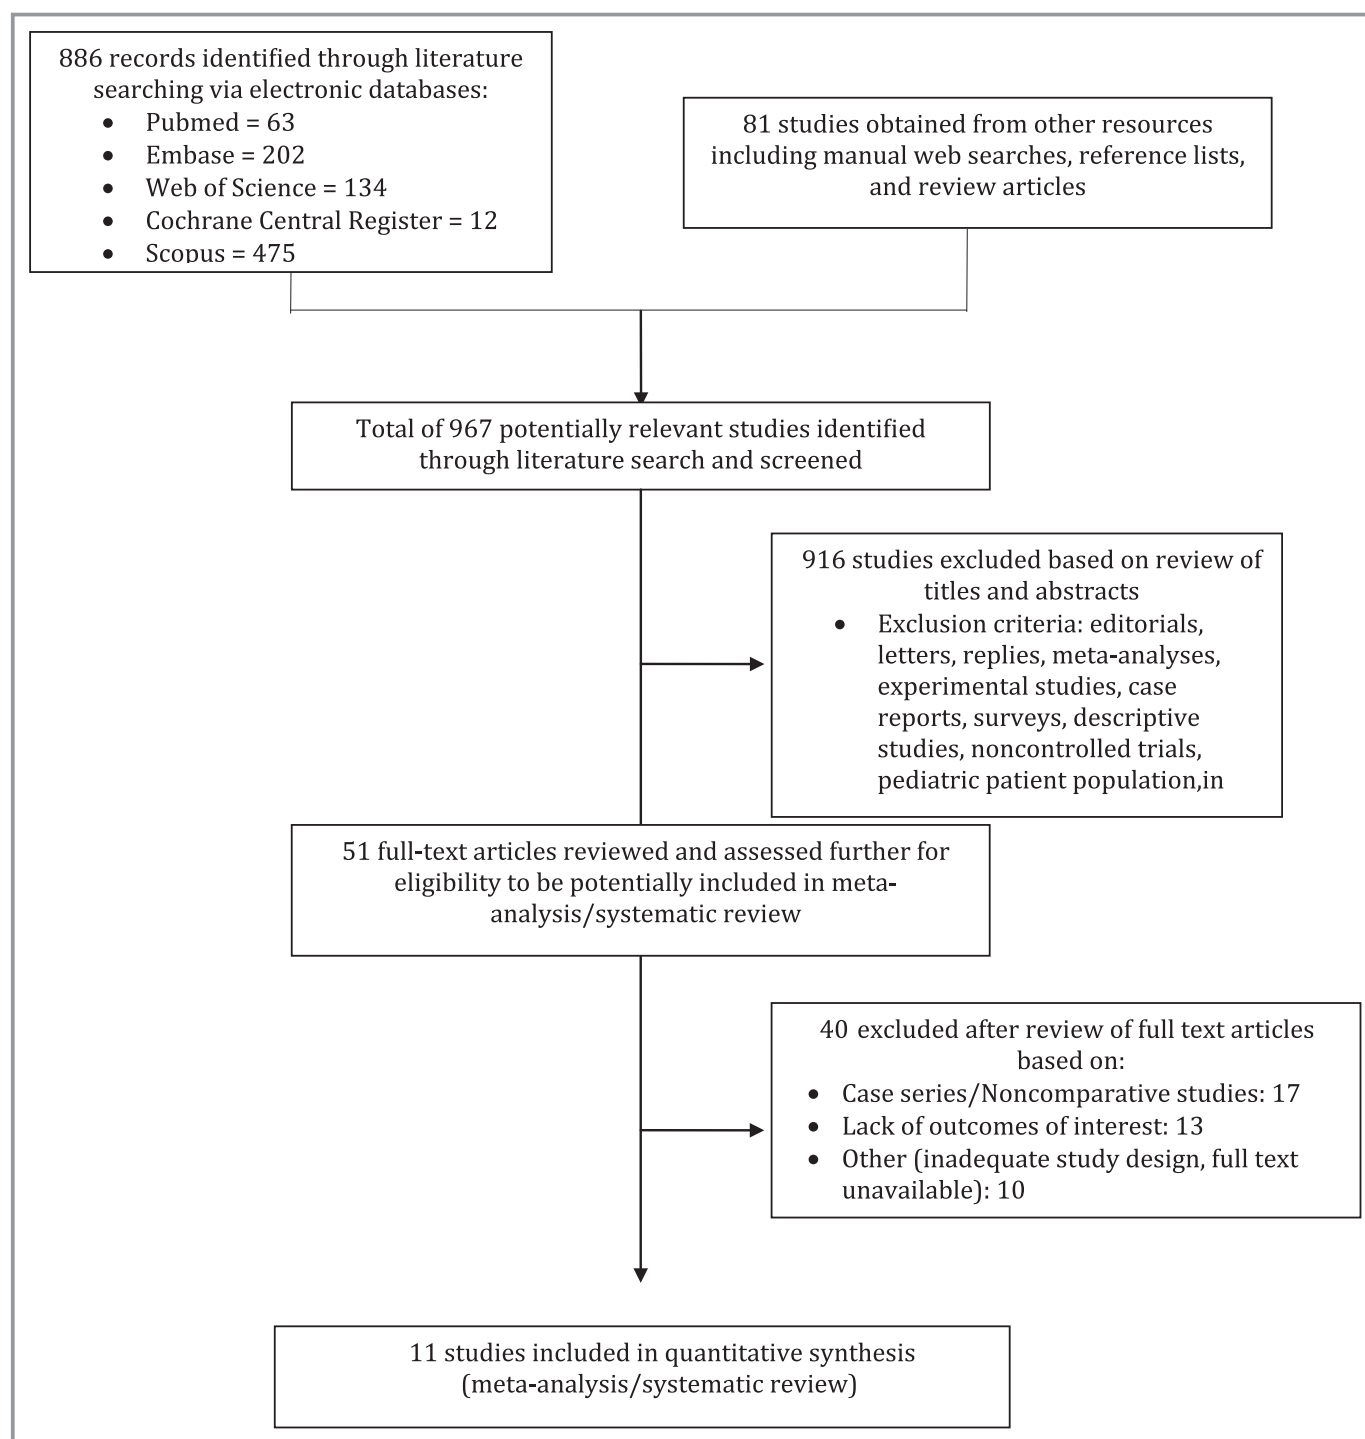 886 records identified through literature
searching via electronic databases:
• Pubmed = 63
• Embase = 202
• Web of Science = 134
• Cochrane Central Register = 12
• Scopus = 475
81 studies obtained from other resources
including manual web searches, reference lists,
and review articles
Total of 967 potentially relevant studies identified
through literature search and screened
916 studies excluded based on review of
titles and abstracts
• Exclusion criteria: editorials,
letters, replies, meta-analyses,
experimental studies, case
reports, surveys, descriptive
studies, noncontrolled trials,
pediatric patient population,in
51 full-text articles reviewed and assessed further for
eligibility to be potentially included in meta-
analysis/systematic review
40 excluded after review of full text articles
based on:
• Case series/Noncomparative studies: 17
• Lack of outcomes of interest: 13
• Other (inadequate study design, full text
unavailable): 10
11 studies included in quantitative synthesis
(meta-analysis/systematic review)